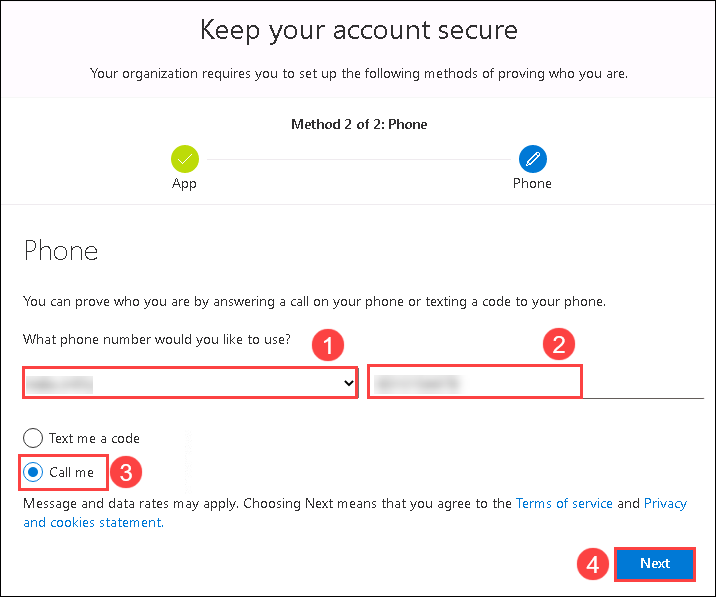 Keep your account secure
Your organization requires you to set up the following methods of proving who you are.
Method 2 of 2: Phone
App
Phone
Phone
You can prove who you are by answering a call on your phone or texting a code to your phone.
What phone number would you like to use?
1
2
Text me a code
Call me
3
Message and data rates may apply. Choosing Next means that you agree to the Terms of service and Privacy
and cookies statement.
4
Next